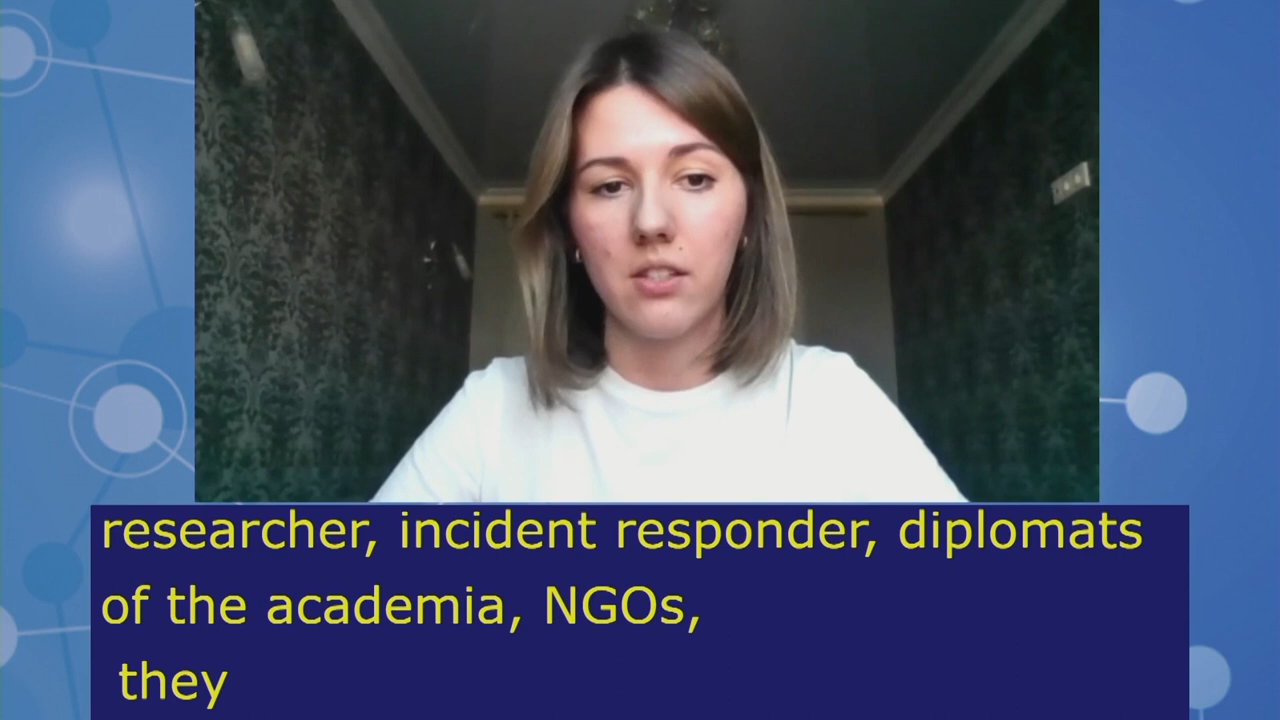 researcher, incident responder, diplomats
of the academia, NGOs,
they